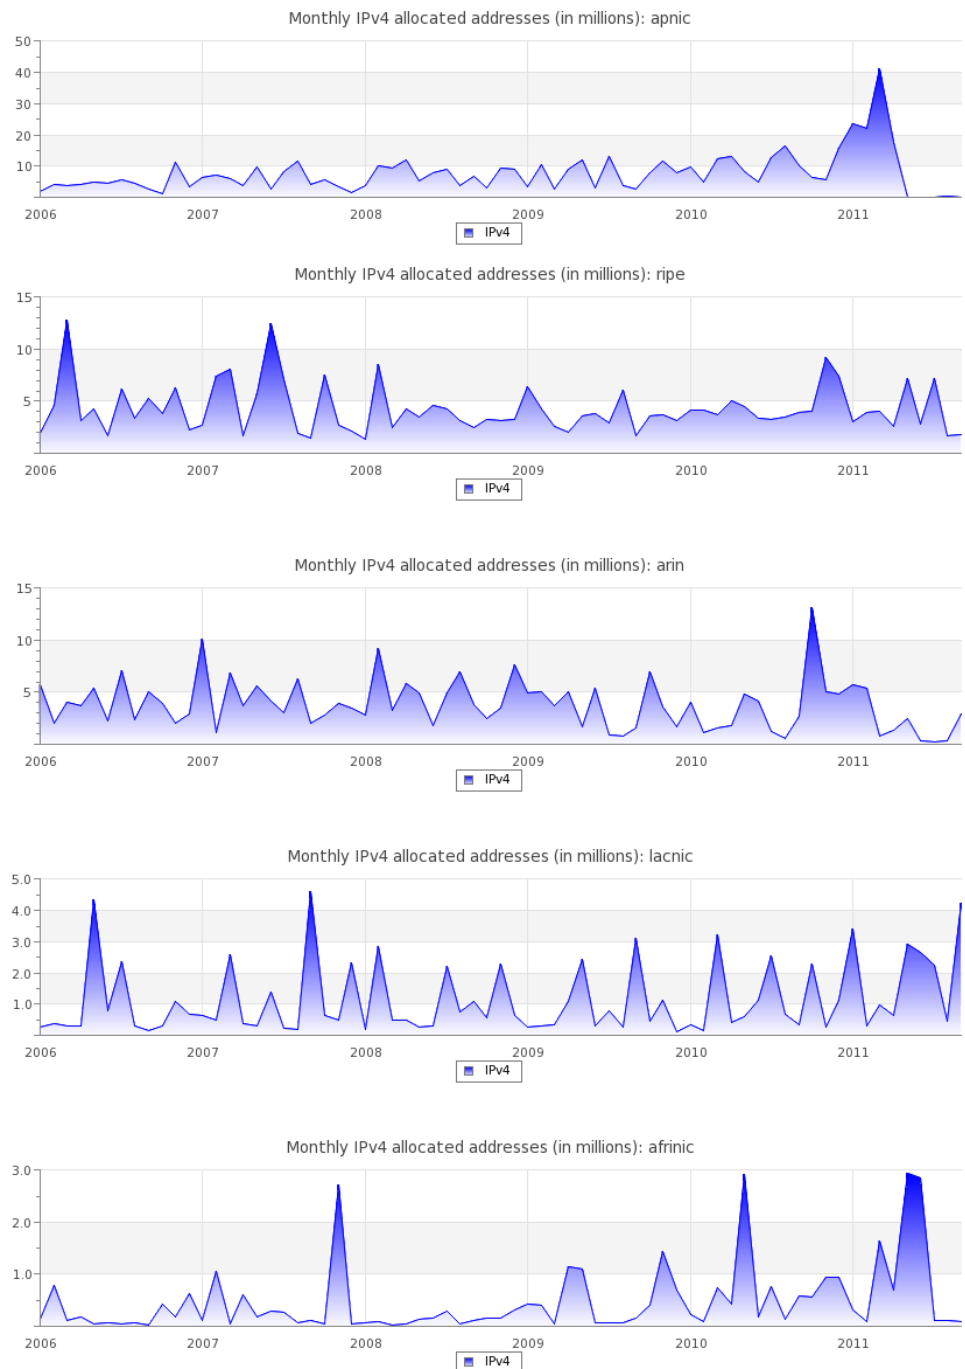 Monthly IPv4 allocated addresses (in millions): apnic
50
40
30
20
10
2006 2007 2008 2009 2010 2011
IPv4
Monthly IPv4 allocated addresses (in millions): ripe
15
10
5
2006 2007 2008 2009 2010 2011
IPv4
Monthly IPv4 allocated addresses (in millions): arin
15
10
5
2006 2007 2008 2009 2010 2011
IPv4
Monthly IPv4 allocated addresses (in millions): lacnic
5.0
4.0
3.0
2.0
1.0
2006 2007 2008 2009 2010 2011
IPv4
Monthly IPv4 allocated addresses (in millions): afrinic
3.0
2.0
1.0
2006 2007 2008 2009 2010 2011
IPv4